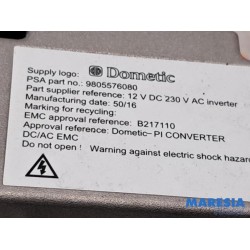 Supply logo: Dometic
PSA part no.: 9805576080
Part supplier reference: 12 V DC 230 V AC inverter
Manufacturing date: 50/16
Marking for recycling:
EMC approval reference: B217110
Approval reference: Dometic- PI CONVERTER
DC/AC EMC
Do not open! Warning against electric shock hazar
MARESIA